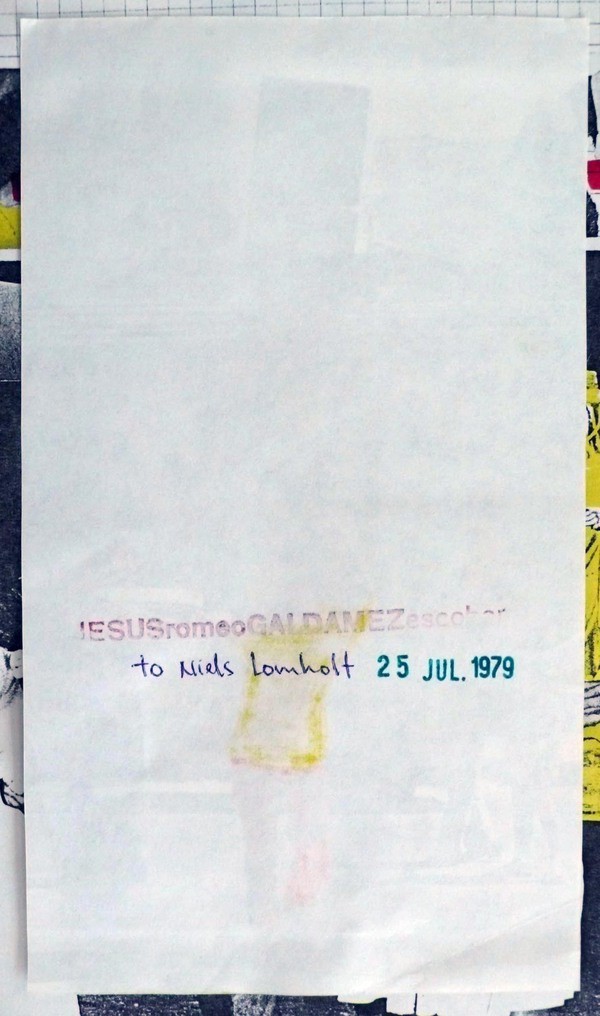 JESUSromeoGALDAMEZescobar
to Niels Lomholt 25 JUL. 1979